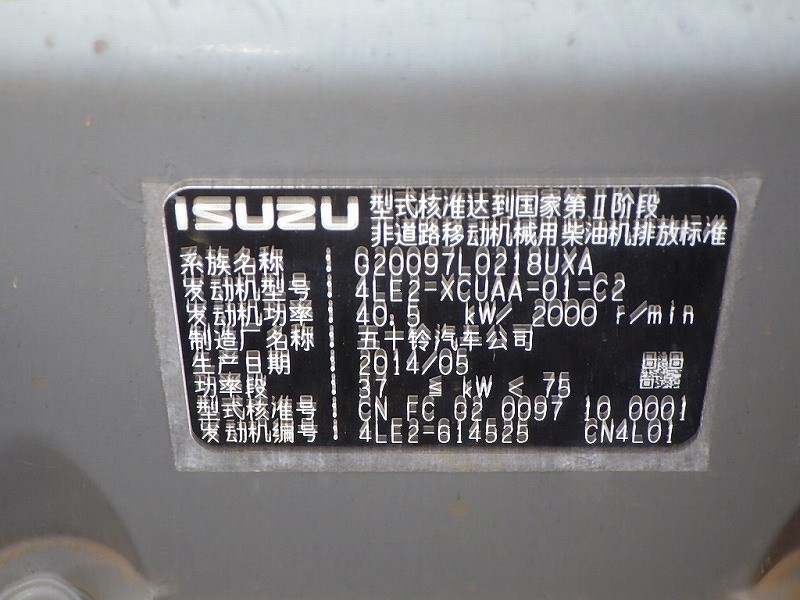 ISUZU 型式核准达到国家第Ⅱ阶段
非道路移动机械用柴油机排放标准
系族名称 G20097L0218UXA
发动机型号 4LE2-XCUAA-01-C2
发动机功率 40.5 kW/ 2000 r/min
制造厂名称 五十铃汽车公司
生产日期 2014/05
功率段 37 ≦ kW < 75
型式核准号 CN FC 02 0097 10 0001
发动机编号 4LE2-614525 CN4L01